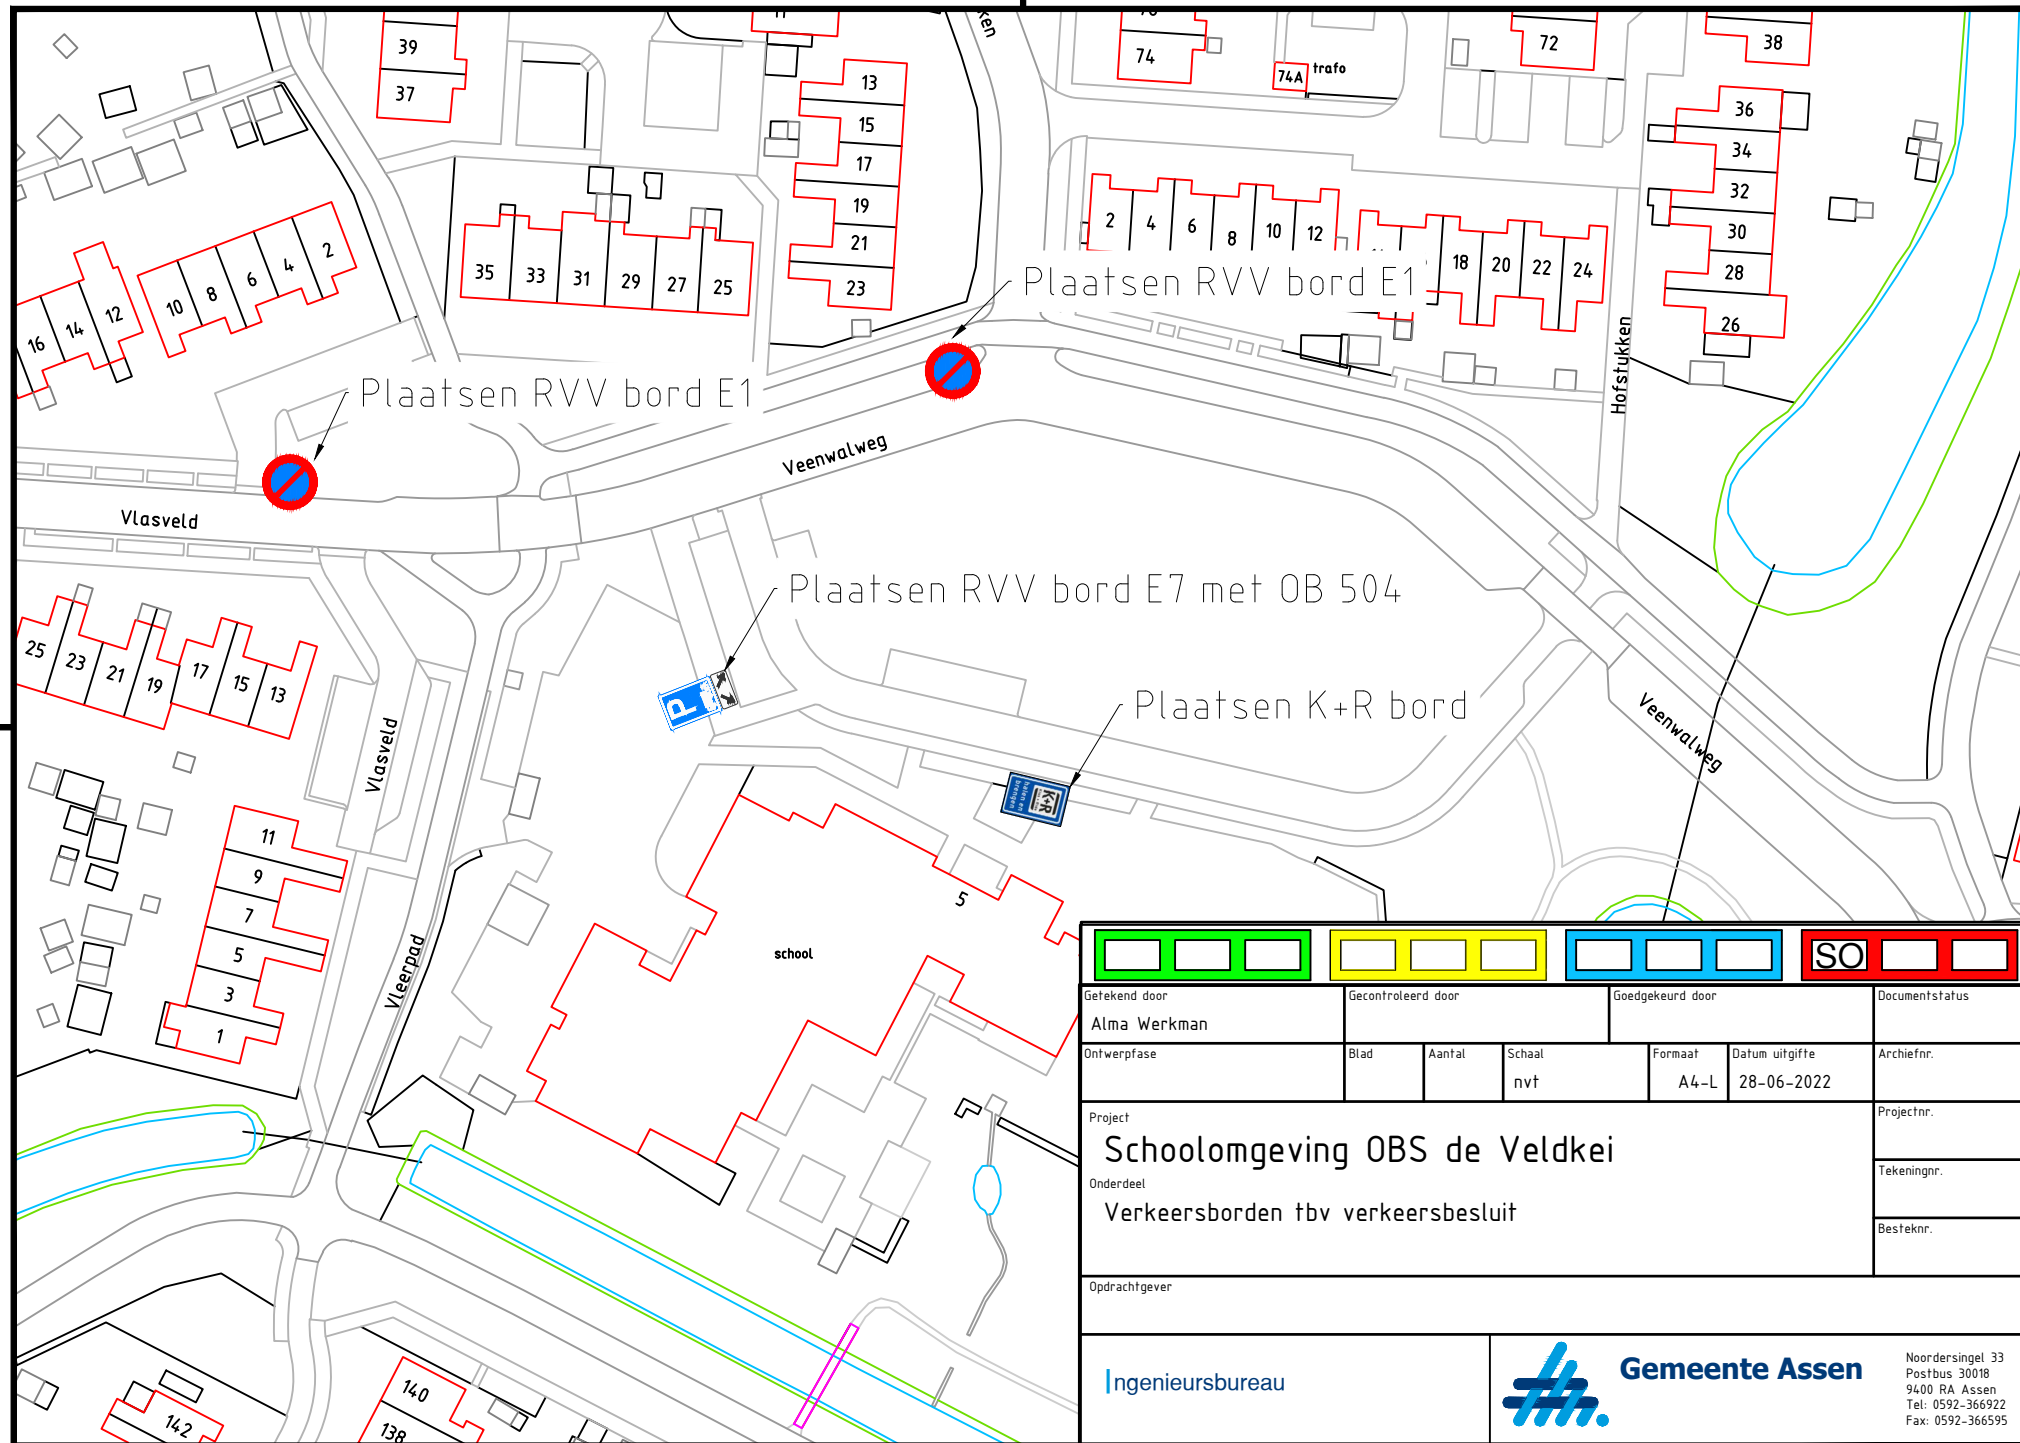 39
37
13
15
17
19
21
23
74
74A
trafo
72
38
36
34
32
30
28
26
2
4
6
8
10
12
18
20
22
24
35
33
31
29
27
25
2
4
6
8
10
12
14
16
Plaatsen RVV bord E1
Plaatsen RVV bord E1
Hofstukken
Veenwalweg
Vlasveld
Plaatsen RVV bord E7 met OB 504
P
Plaatsen K+R bord
K+R
halen en
brengen
Veenwalweg
25
23
21
19
17
15
13
Vlasveld
11
9
7
5
3
1
Vleerpad
school
5
140
138
142
SO
Getekend door
Alma Werkman
Gecontroleerd door
Goedgekeurd door
Documentstatus
Ontwerpfase
Blad
Aantal
Schaal
nvt
Formaat
A4-L
Datum uitgifte
28-06-2022
Archiefnr.
Project
Schoolomgeving OBS de Veldkei
Projectnr.
Onderdeel
Verkeersborden tbv verkeersbesluit
Tekeningnr.
Besteknr.
Opdrachtgever
Ingenieursbureau
Gemeente Assen
Noordersingel 33
Postbus 30018
9400 RA Assen
Tel: 0592-366922
Fax: 0592-366595